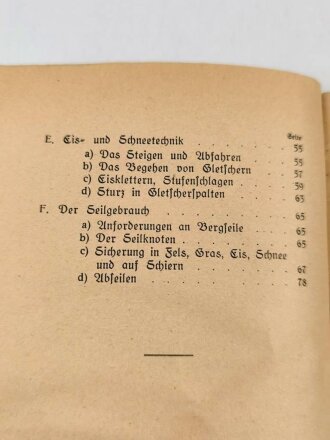 Seite
E. Eis- und Schneetechnik . . . . . . . . 55
a) Das Steigen und Abfahren . . . . . . 55
b) Das Begehen von Gletschern . . . . . 57
c) Eisklettern, Stufenschlagen . . . . . . 59
d) Sturz in Gletscherspalten . . . . . . 63
F. Der Seilgebrauch . . . . . . . . . . 65
a) Anforderungen an Bergseile . . . . . 65
b) Der Seilknoten . . . . . . . . . . 65
c) Sicherung in Fels, Gras, Eis, Schnee
und auf Schiern . . . . . . . . . 67
d) Abseilen . . . . . . . . . . . . 78